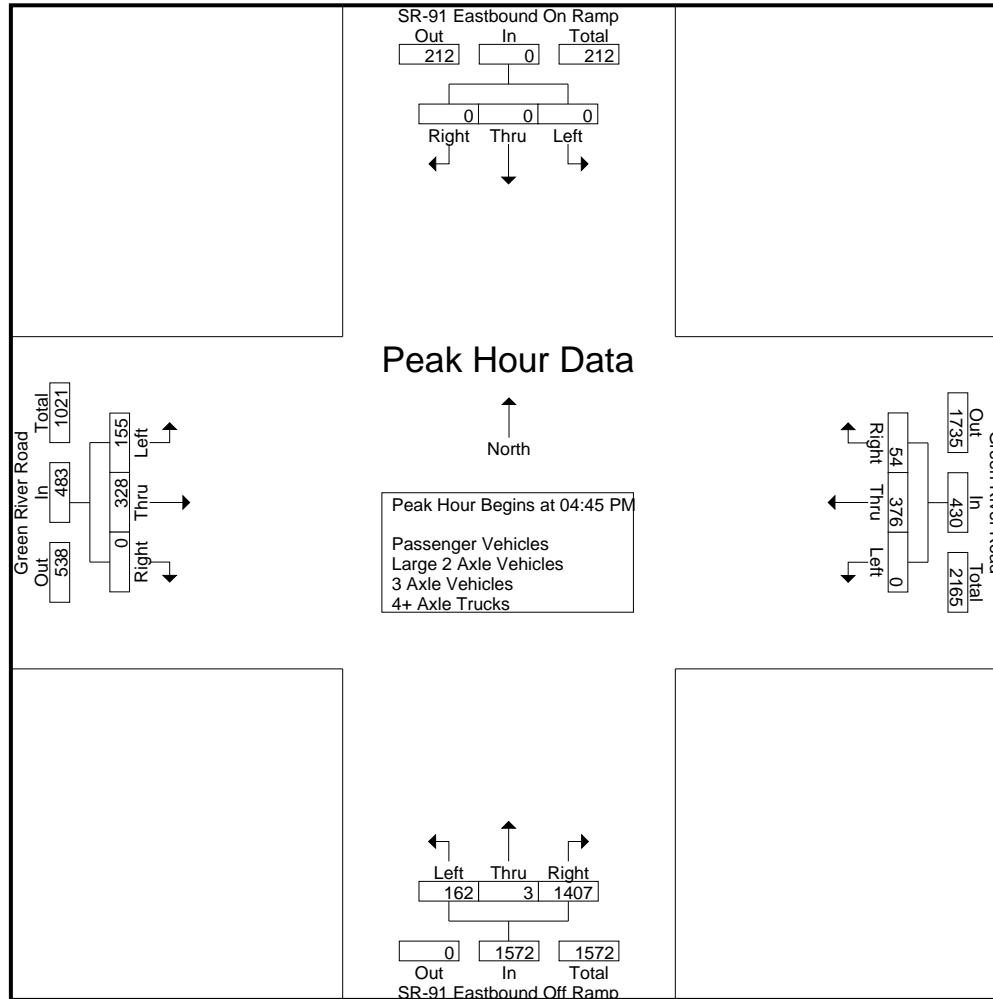 SR-91 Eastbound On Ramp
Out In Total
212 0 212
0 0 0
Right Thru Left
Peak Hour Data
North
Peak Hour Begins at 04:45 PM
Passenger Vehicles
Large 2 Axle Vehicles
3 Axle Vehicles
4+ Axle Trucks
Green River Road
Out In Total
538 483 1021
Right Thru Left
0 328 155
Green River Road
Out In Total
1735 430 2165
Right Thru Left
54 376 0
Left Thru Right
162 3 1407
0 1572 1572
Out In Total
SR-91 Eastbound Off Ramp